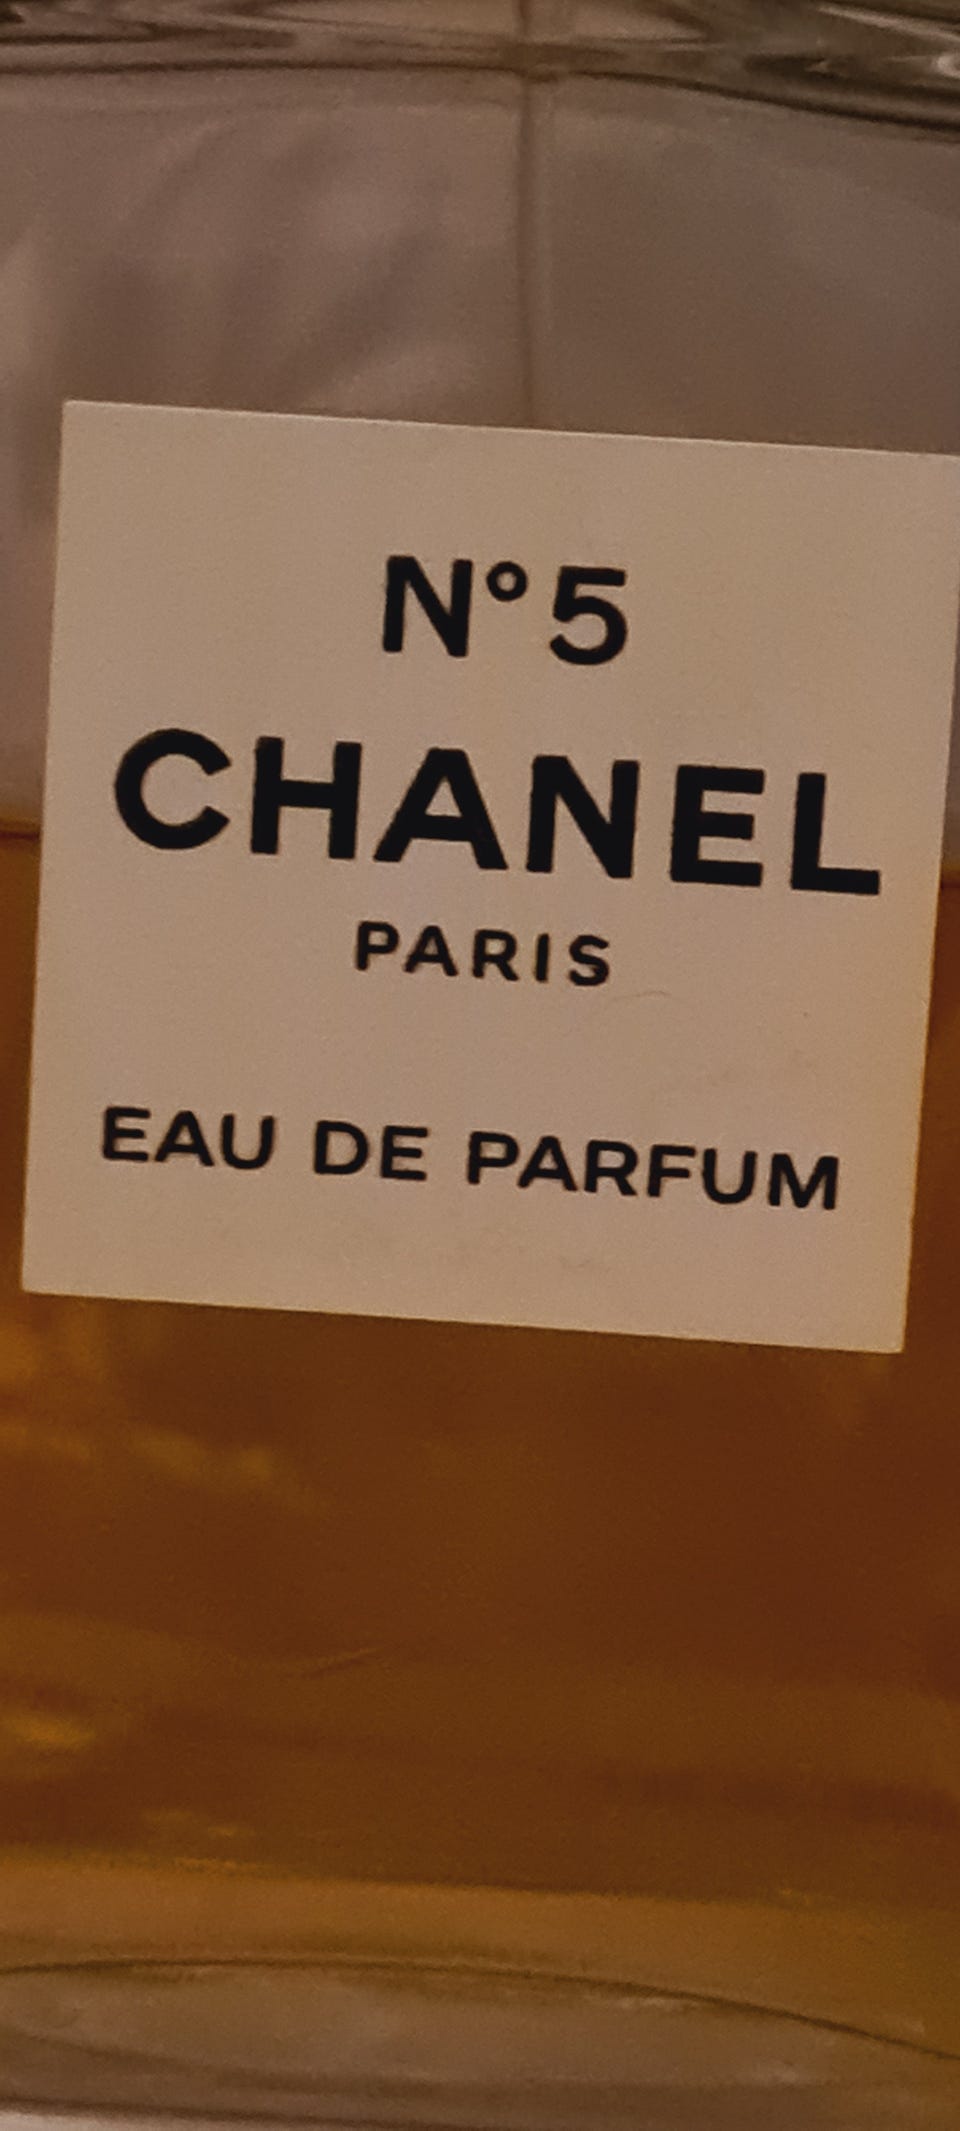 N°5
CHANEL
PARIS
EAU DE PARFUM